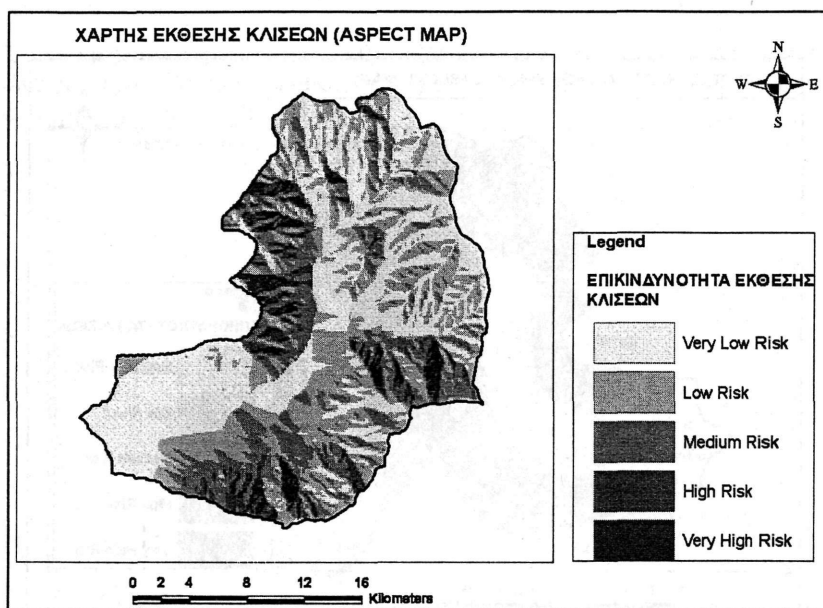 ΧΑΡΤΗΣ ΕΚΘΕΣΗΣ ΚΛΙΣΕΩΝ (ASPECT MAP)
N
W E
S
Legend
ΕΠΙΚΙΝΔΥΝΟΤΗΤΑ ΕΚΘΕΣΗΣ
ΚΛΙΣΕΩΝ
Very Low Risk
Low Risk
Medium Risk
High Risk
Very High Risk
0 2 4 8 12 16
Kilometers